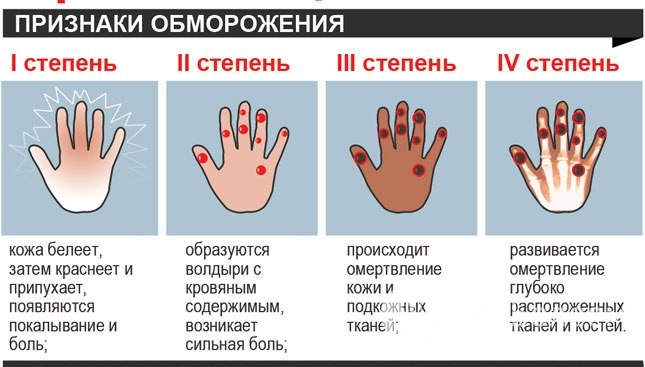 ПРИЗНАКИ ОБМОРОЖЕНИЯ
I степень
II степень
III степень
IV степень
кожа белеет,
затем краснеет и
припухает,
появляются
покалывание и
боль;
образуются
волдыри с
кровяным
содержимым,
возникает
сильная боль;
происходит
омертвление
кожи и
подкожных
тканей;
развивается
омертвление
глубоко
расположенных
тканей и костей.